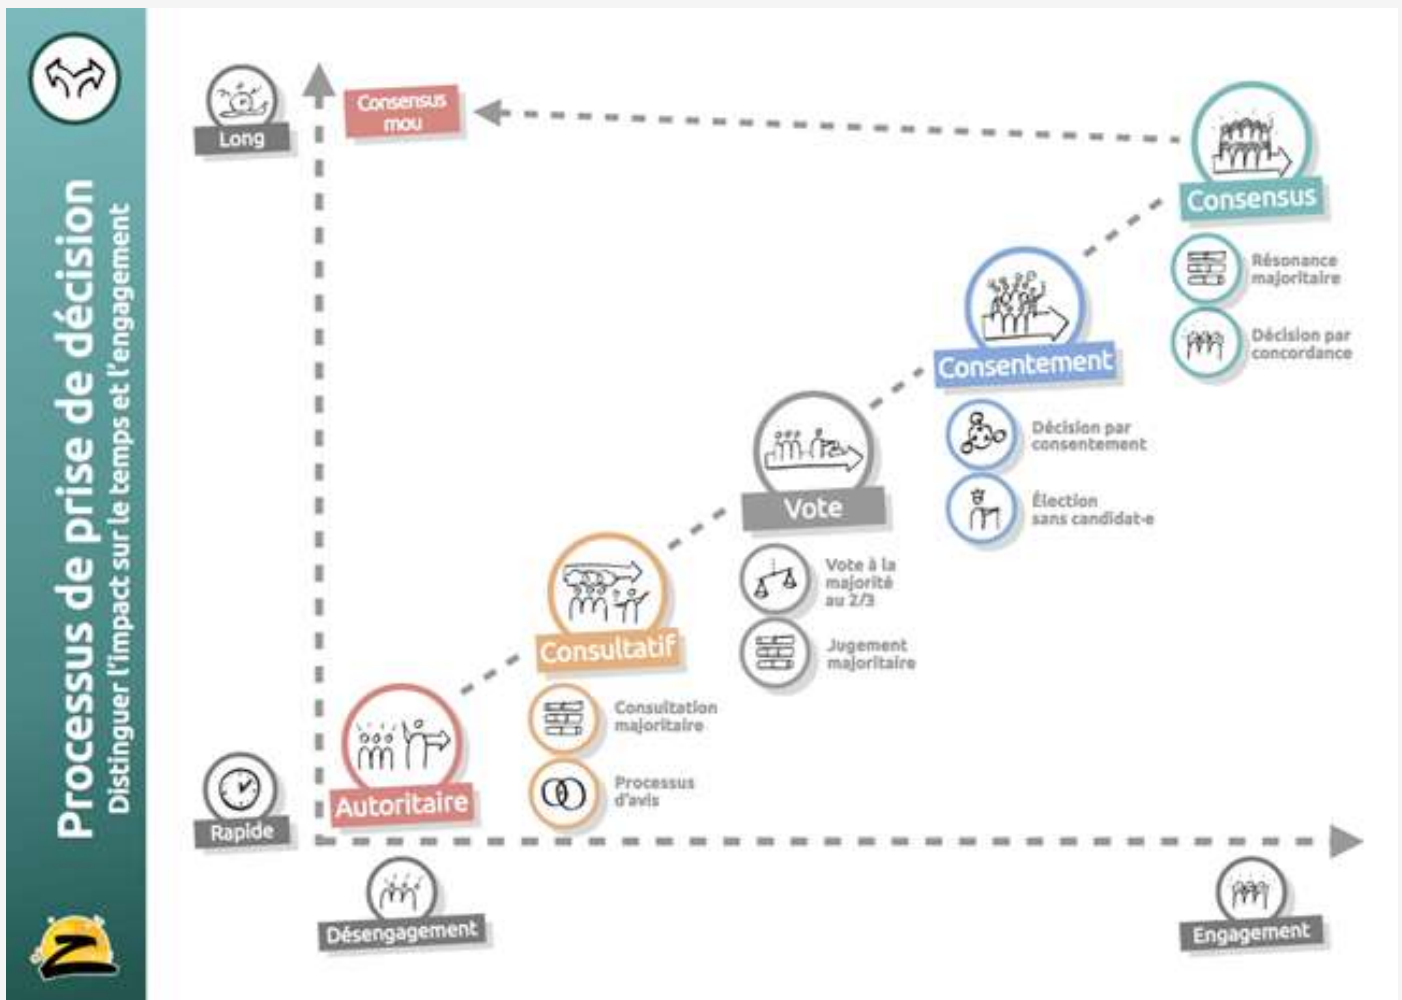 Processus de prise de décision
Distinguer l'impact sur le temps et l'engagement
Long
Consensus
mou
Consensus
Résonance
majoritaire
Décision par
concordance
Consentement
Décision par
consentement
Élection
sans candidat-e
Vote
Vote à la
majorité
au 2/3
Jugement
majoritaire
Consultatif
Consultation
majoritaire
Processus
d'avis
Autoritaire
Rapide
Désengagement
Engagement
Z